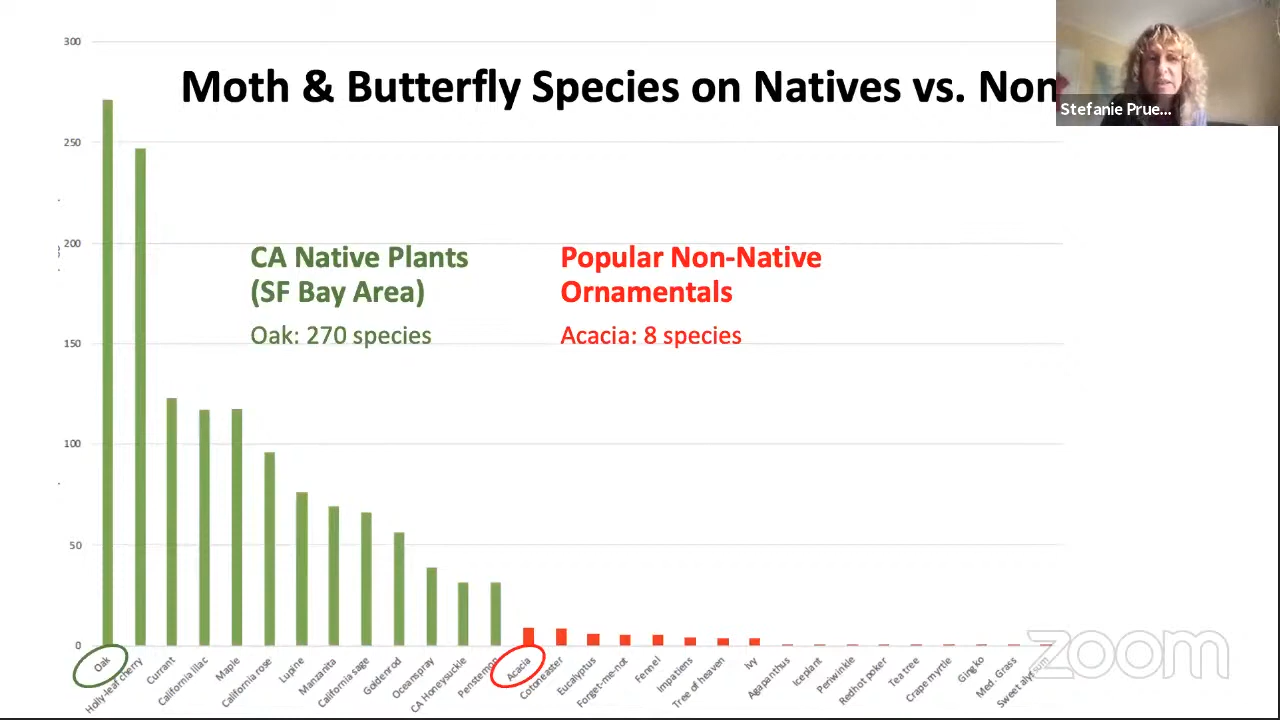 Moth & Butterfly Species on Natives vs. Non
Stefanie Prue...
CA Native Plants
(SF Bay Area)
Oak: 270 species
Popular Non-Native
Ornamentals
Acacia: 8 species
300
250
200
150
100
50
0
Oak
Holly-leaf cherry
Currant
California lilac
Maple
California rose
Lupine
Manzanita
California sage
Goldenrod
Oceanspray
CA Honeysuckle
Penstemon
Acacia
Cotoneaster
Eucalyptus
Forget-me-not
Fennel
Impatiens
Tree of heaven
Ivy
Agapanthus
Iceplant
Periwinkle
Redhot poker
Tea tree
Crape myrtle
Gingko
Med. Grass
zoom